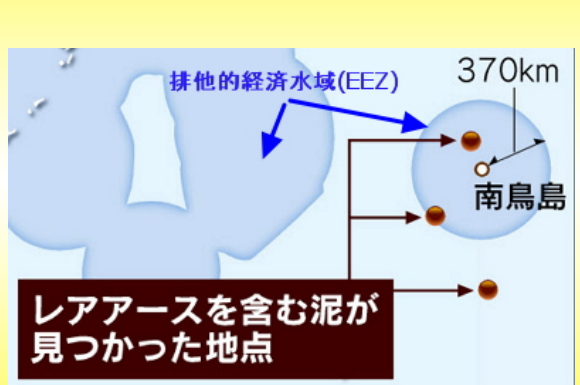 370km
排他的経済水域(EEZ)
南鳥島
レアアースを含む泥が
見つかった地点